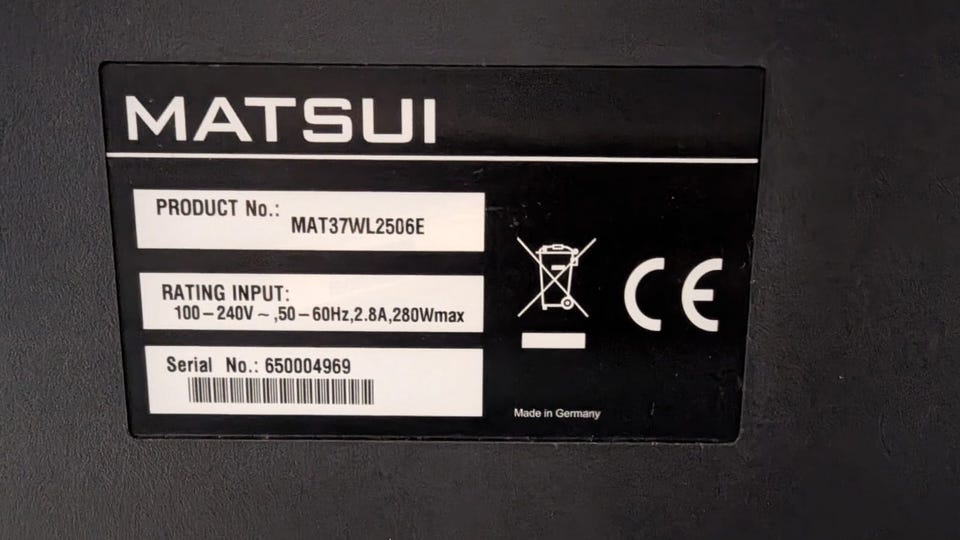 MATSUI
PRODUCT No.:
MAT37WL2506E
RATING INPUT:
100-240V ~ ,50-60Hz,2.8A,280Wmax
Serial No.: 650004969
CE
Made in Germany